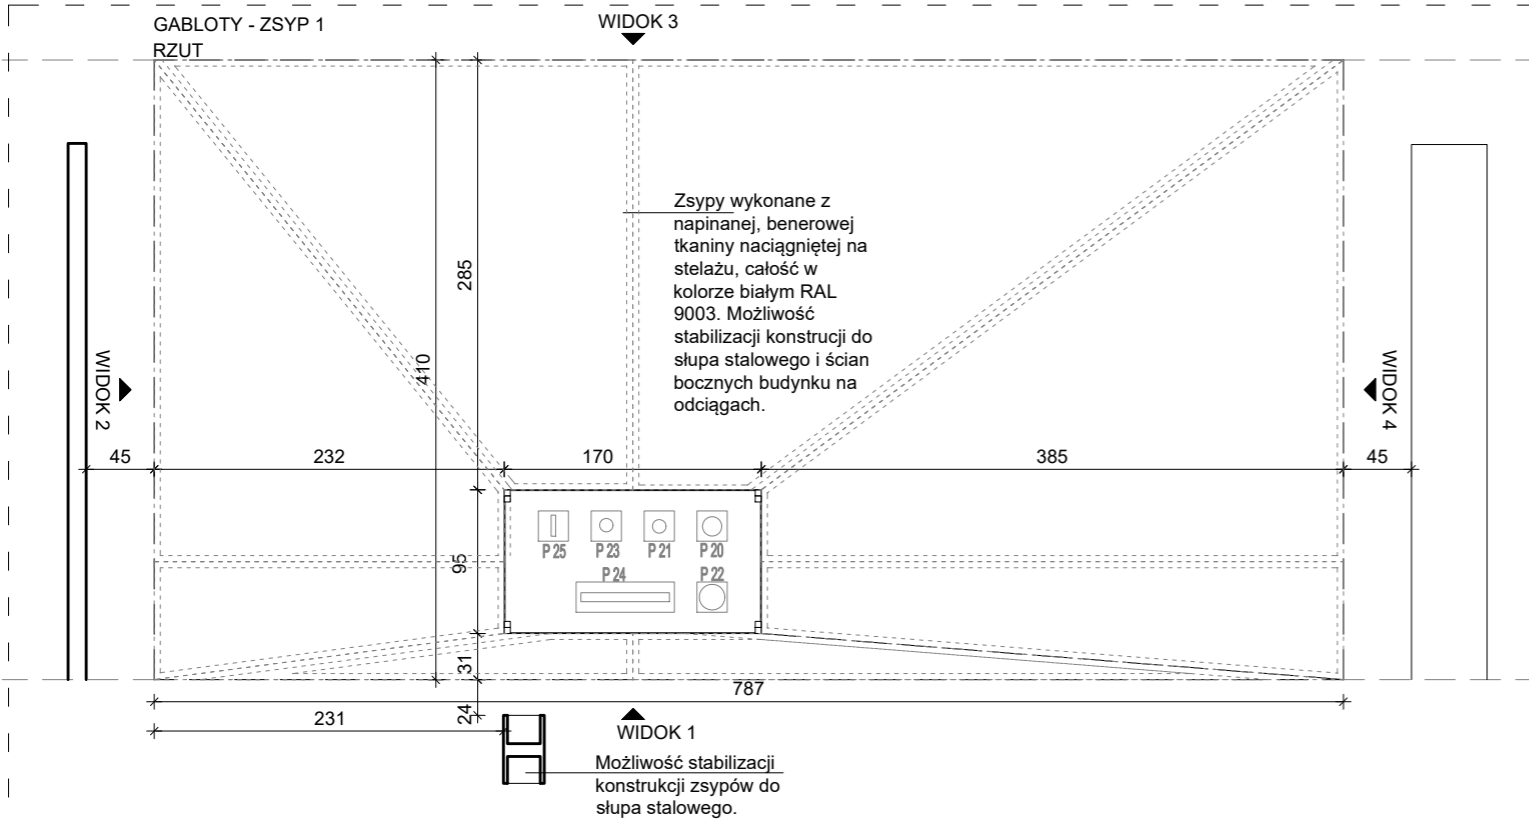 GABLOTY - ZSYP 1
RZUT
WIDOK 3
Zsypy wykonane z
napinanej, benerowej
tkaniny naciągniętej na
stelażu, całość w
kolorze białym RAL
9003. Możliwość
stabilizacji konstrucji do
słupa stalowego i ścian
bocznych budynku na
odciągach.
285
410
WIDOK 2
WIDOK 4
45
232
170
385
45
95
P 25
P 23
P 21
P 20
P 24
P 22
31
787
24
231
WIDOK 1
Możliwość stabilizacji
konstrukcji zsypów do
słupa stalowego.